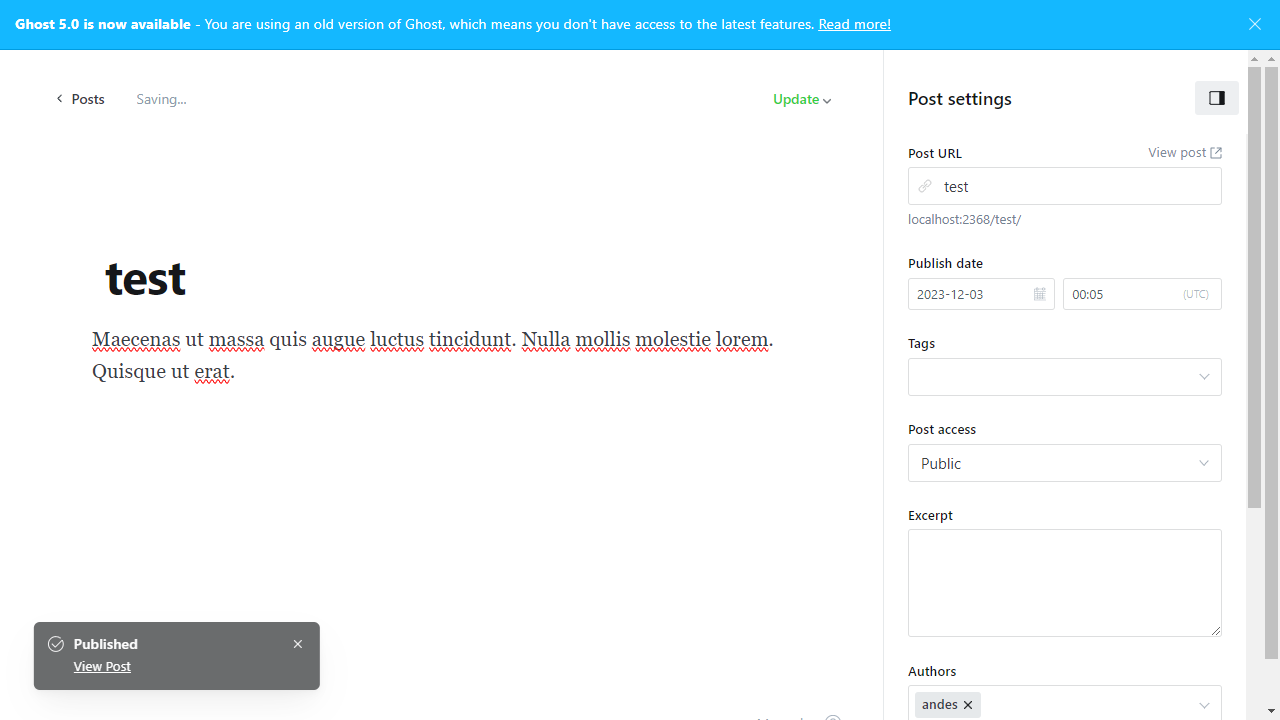 Ghost 5.0 is now available - You are using an old version of Ghost, which means you don't have access to the latest features. Read more!
Posts
Saving...
Update
test
Maecenas ut massa quis augue luctus tincidunt. Nulla mollis molestie lorem.
Quisque ut erat.
Published
View Post
Post settings
Post URL
View post
test
localhost:2368/test/
Publish date
2023-12-03
00:05
(UTC)
Tags
Post access
Public
Excerpt
Authors
andes